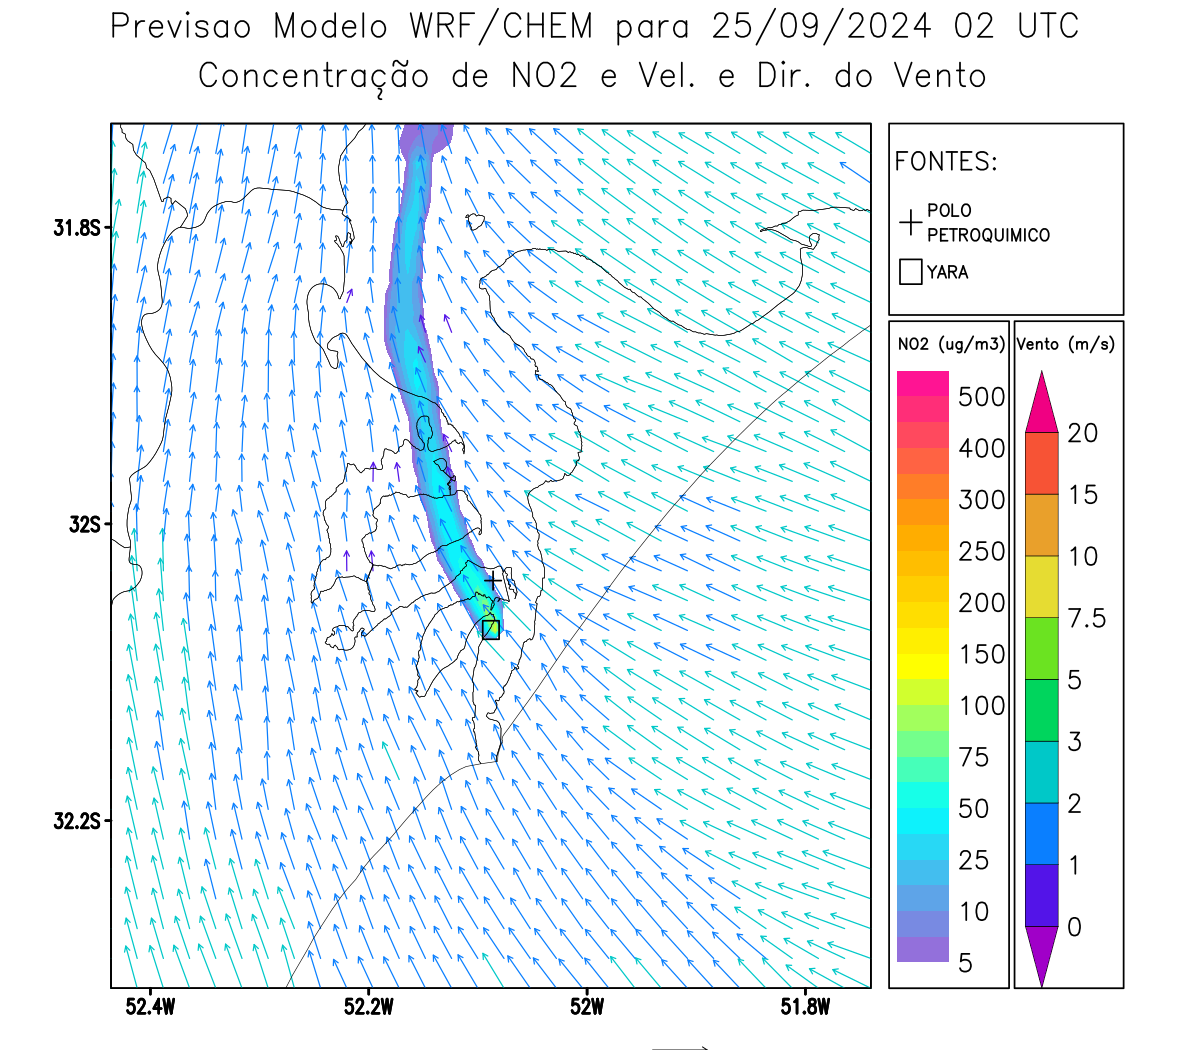 Previsao Modelo WRF/CHEM para 25/09/2024 02 UTC
Concentração de NO2 e Vel. e Dir. do Vento
FONTES:
POLO
PETROQUIMICO
YARA
31.8S
32S
32.2S
52.4W
52.2W
52W
51.8W
NO2 (ug/m3)
500
400
300
250
200
150
100
75
50
25
10
5
Vento (m/s)
20
15
10
7.5
5
3
2
1
0